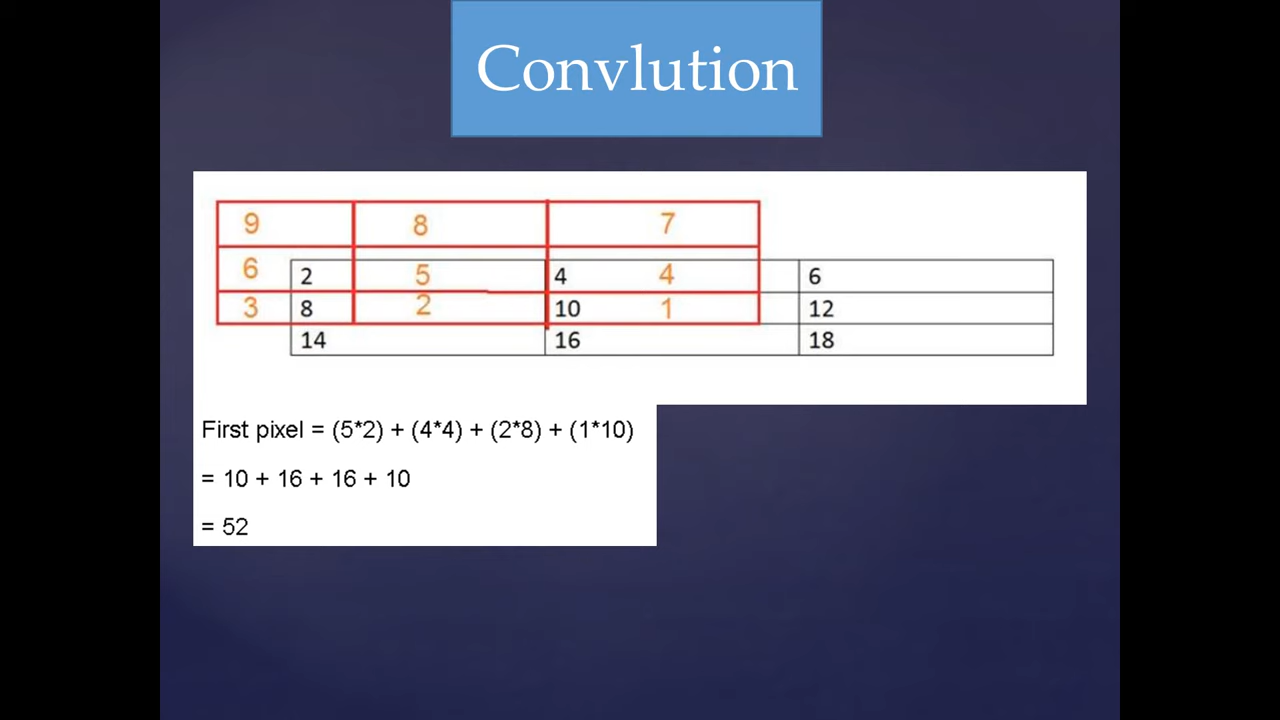 Convlution
9 8 7
6 2 5 4 4 6
3 8 2 10 1 12
14 16 18
First pixel = (5*2) + (4*4) + (2*8) + (1*10)
= 10 + 16 + 16 + 10
= 52